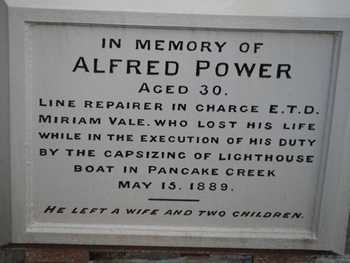 IN MEMORY OF
ALFRED POWER
AGED 30.
LINE REPAIRER IN CHARGE E.T.D.
MIRIAM VALE. WHO LOST HIS LIFE
WHILE IN THE EXECUTION OF HIS DUTY
BY THE CAPSIZING OF LIGHTHOUSE
BOAT IN PANCAKE CREEK
MAY 15. 1889.
HE LEFT A WIFE AND TWO CHILDREN.